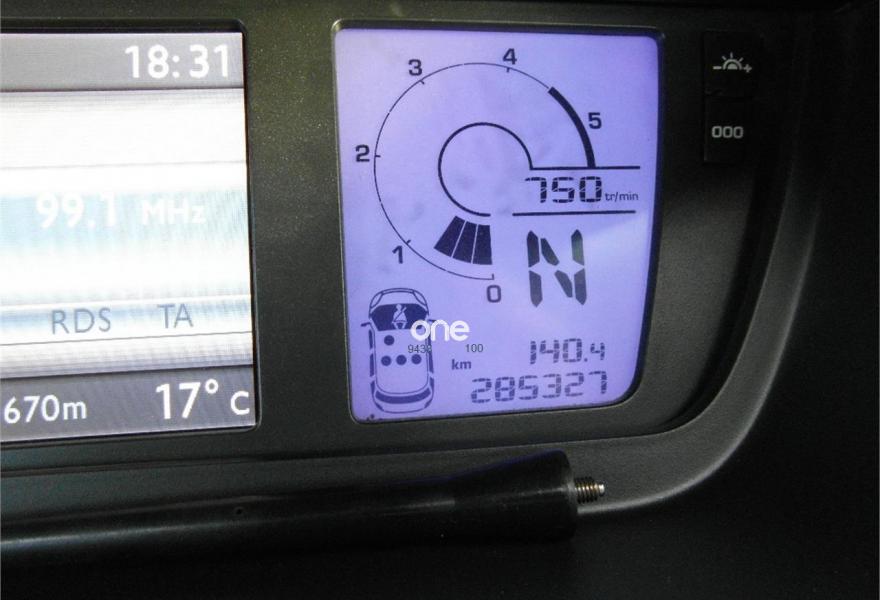 18:31
99.1 MHz
RDS TA
670m 17° c
0 1 2 3 4 5
750 tr/min
N
one
100
km 140.4
285327
000